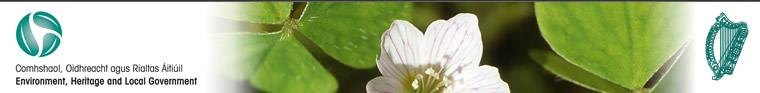 Comhshaol, Oidhreacht agus Rialtas Áitiúil
Environment, Heritage and Local Government